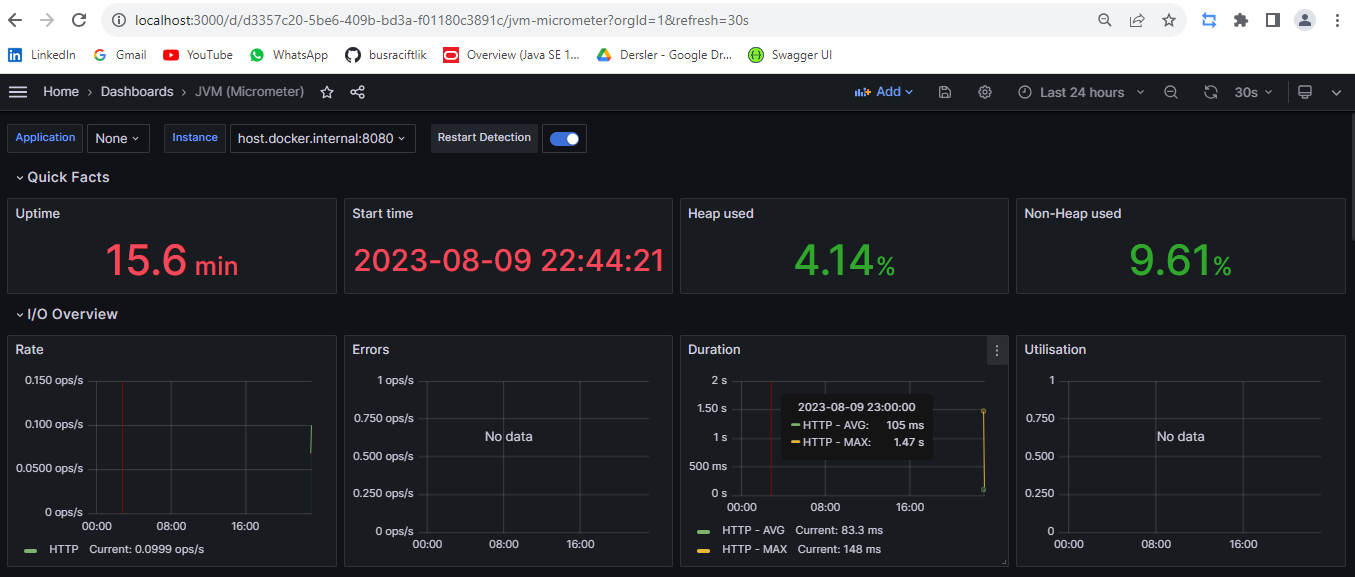 localhost:3000/d/d3357c20-5be6-409b-bd3a-f01180c3891c/jvm-micrometer?orgId=1&refresh=30s
LinkedIn Gmail YouTube WhatsApp busraciftlik Overview (Java SE 1... Dersler - Google Dr... Swagger UI
Home › Dashboards › JVM (Micrometer) Add Last 24 hours 30s
Application None Instance host.docker.internal:8080 Restart Detection
Quick Facts
Uptime
15.6 min
Start time
2023-08-09 22:44:21
Heap used
4.14%
Non-Heap used
9.61%
I/O Overview
Rate
0.150 ops/s
0.100 ops/s
0.0500 ops/s
0 ops/s
00:00 08:00 16:00
HTTP Current: 0.0999 ops/s
Errors
1 ops/s
0.750 ops/s
0.500 ops/s
0.250 ops/s
0 ops/s
No data
00:00 08:00 16:00
Duration
2 s
1.50 s
1 s
500 ms
0 s
2023-08-09 23:00:00
HTTP - AVG: 105 ms
HTTP - MAX: 1.47 s
00:00 08:00 16:00
HTTP - AVG Current: 83.3 ms
HTTP - MAX Current: 148 ms
Utilisation
1
0.750
0.500
0.250
0
No data
00:00 08:00 16:00